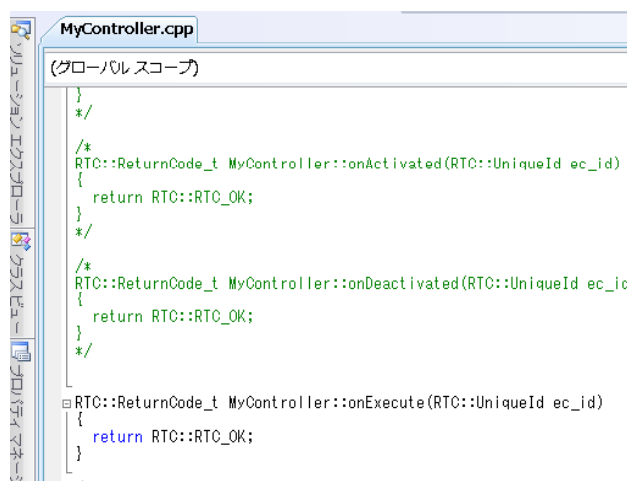 MyController.cpp
(グローバル スコープ)
}
*/
/*
RTC::ReturnCode_t MyController::onActivated(RTC::UniqueId ec_id)
{
return RTC::RTC_OK;
}
*/
/*
RTC::ReturnCode_t MyController::onDeactivated(RTC::UniqueId ec_id
{
return RTC::RTC_OK;
}
*/
RTC::ReturnCode_t MyController::onExecute(RTC::UniqueId ec_id)
{
return RTC::RTC_OK;
}
ソリューション エクスプローラ
クラスビュー
プロパティ マネージ